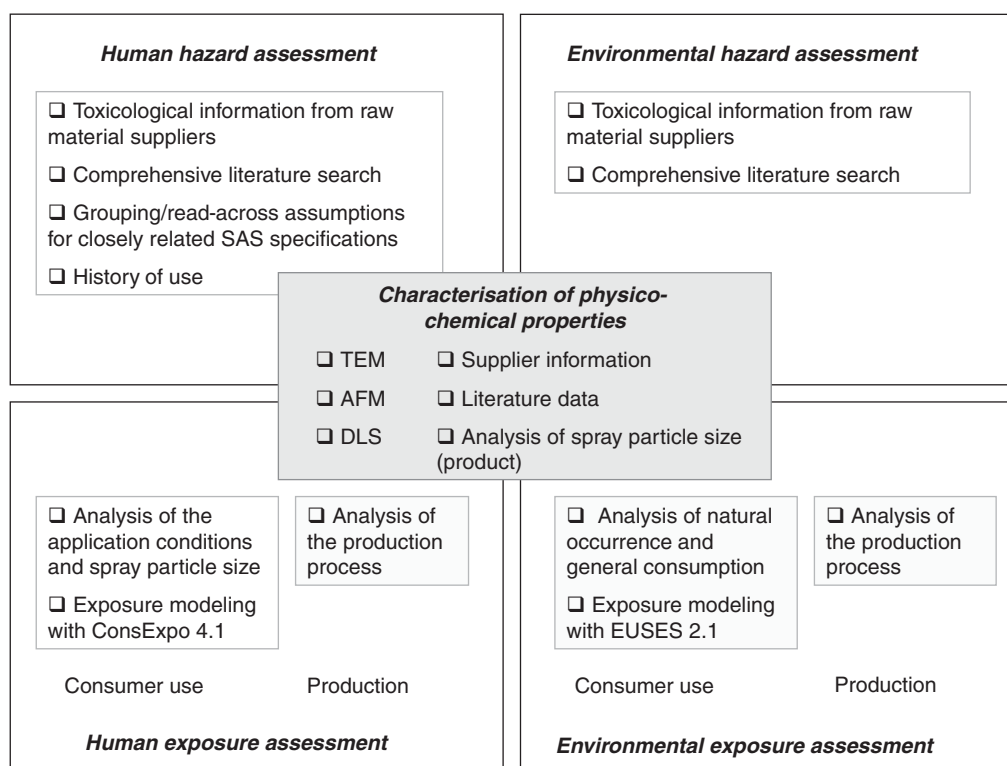 Human hazard assessment
❑ Toxicological information from raw
material suppliers
❑ Comprehensive literature search
❑ Grouping/read-across assumptions
for closely related SAS specifications
❑ History of use
Environmental hazard assessment
❑ Toxicological information from raw
material suppliers
❑ Comprehensive literature search
Characterisation of physico-
chemical properties
❑ TEM
❑ AFM
❑ DLS
❑ Supplier information
❑ Literature data
❑ Analysis of spray particle size
(product)
❑ Analysis of the
application conditions
and spray particle size
❑ Exposure modeling
with ConsExpo 4.1
Consumer use
❑ Analysis of
the production
process
Production
Human exposure assessment
❑ Analysis of natural
occurrence and
general consumption
❑ Exposure modeling
with EUSES 2.1
Consumer use
❑ Analysis of
the production
process
Production
Environmental exposure assessment